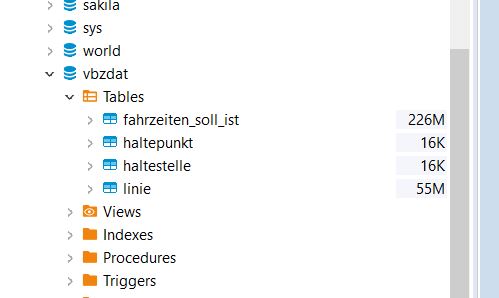 sakila
sys
world
vbzdat
Tables
fahrzeiten_soll_ist 226M
haltepunkt 16K
haltestelle 16K
linie 55M
Views
Indexes
Procedures
Triggers